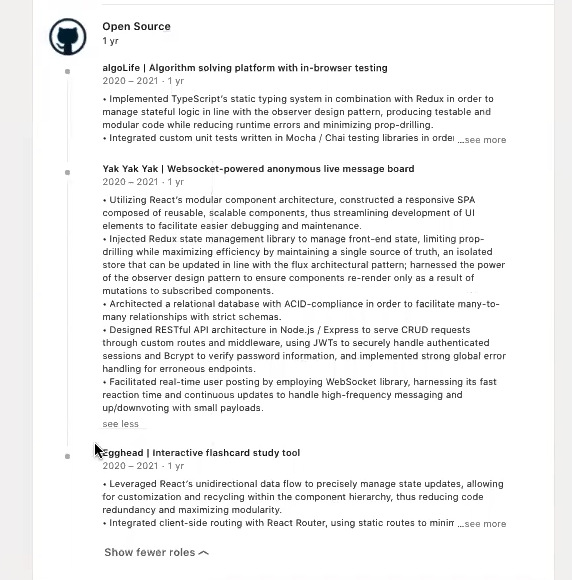 Open Source
1 yr
algoLife | Algorithm solving platform with in-browser testing
2020 – 2021 · 1 yr
• Implemented TypeScript's static typing system in combination with Redux in order to
manage stateful logic in line with the observer design pattern, producing testable and
modular code while reducing runtime errors and minimizing prop-drilling.
• Integrated custom unit tests written in Mocha / Chai testing libraries in order …see more
Yak Yak Yak | Websocket-powered anonymous live message board
2020 – 2021 · 1 yr
• Utilizing React's modular component architecture, constructed a responsive SPA
composed of reusable, scalable components, thus streamlining development of UI
elements to facilitate easier debugging and maintenance.
• Injected Redux state management library to manage front-end state, limiting prop-
drilling while maximizing efficiency by maintaining a single source of truth, an isolated
store that can be updated in line with the flux architectural pattern; harnessed the power
of the observer design pattern to ensure components re-render only as a result of
mutations to subscribed components.
• Architected a relational database with ACID-compliance in order to facilitate many-to-
many relationships with strict schemas.
• Designed RESTful API architecture in Node.js / Express to serve CRUD requests
through custom routes and middleware, using JWTs to securely handle authenticated
sessions and Bcrypt to verify password information, and implemented strong global error
handling for erroneous endpoints.
• Facilitated real-time user posting by employing WebSocket library, harnessing its fast
reaction time and continuous updates to handle high-frequency messaging and
up/downvoting with small payloads.
see less
Egghead | Interactive flashcard study tool
2020 – 2021 · 1 yr
• Leveraged React's unidirectional data flow to precisely manage state updates, allowing
for customization and recycling within the component hierarchy, thus reducing code
redundancy and maximizing modularity.
• Integrated client-side routing with React Router, using static routes to minim …see more
Show fewer roles